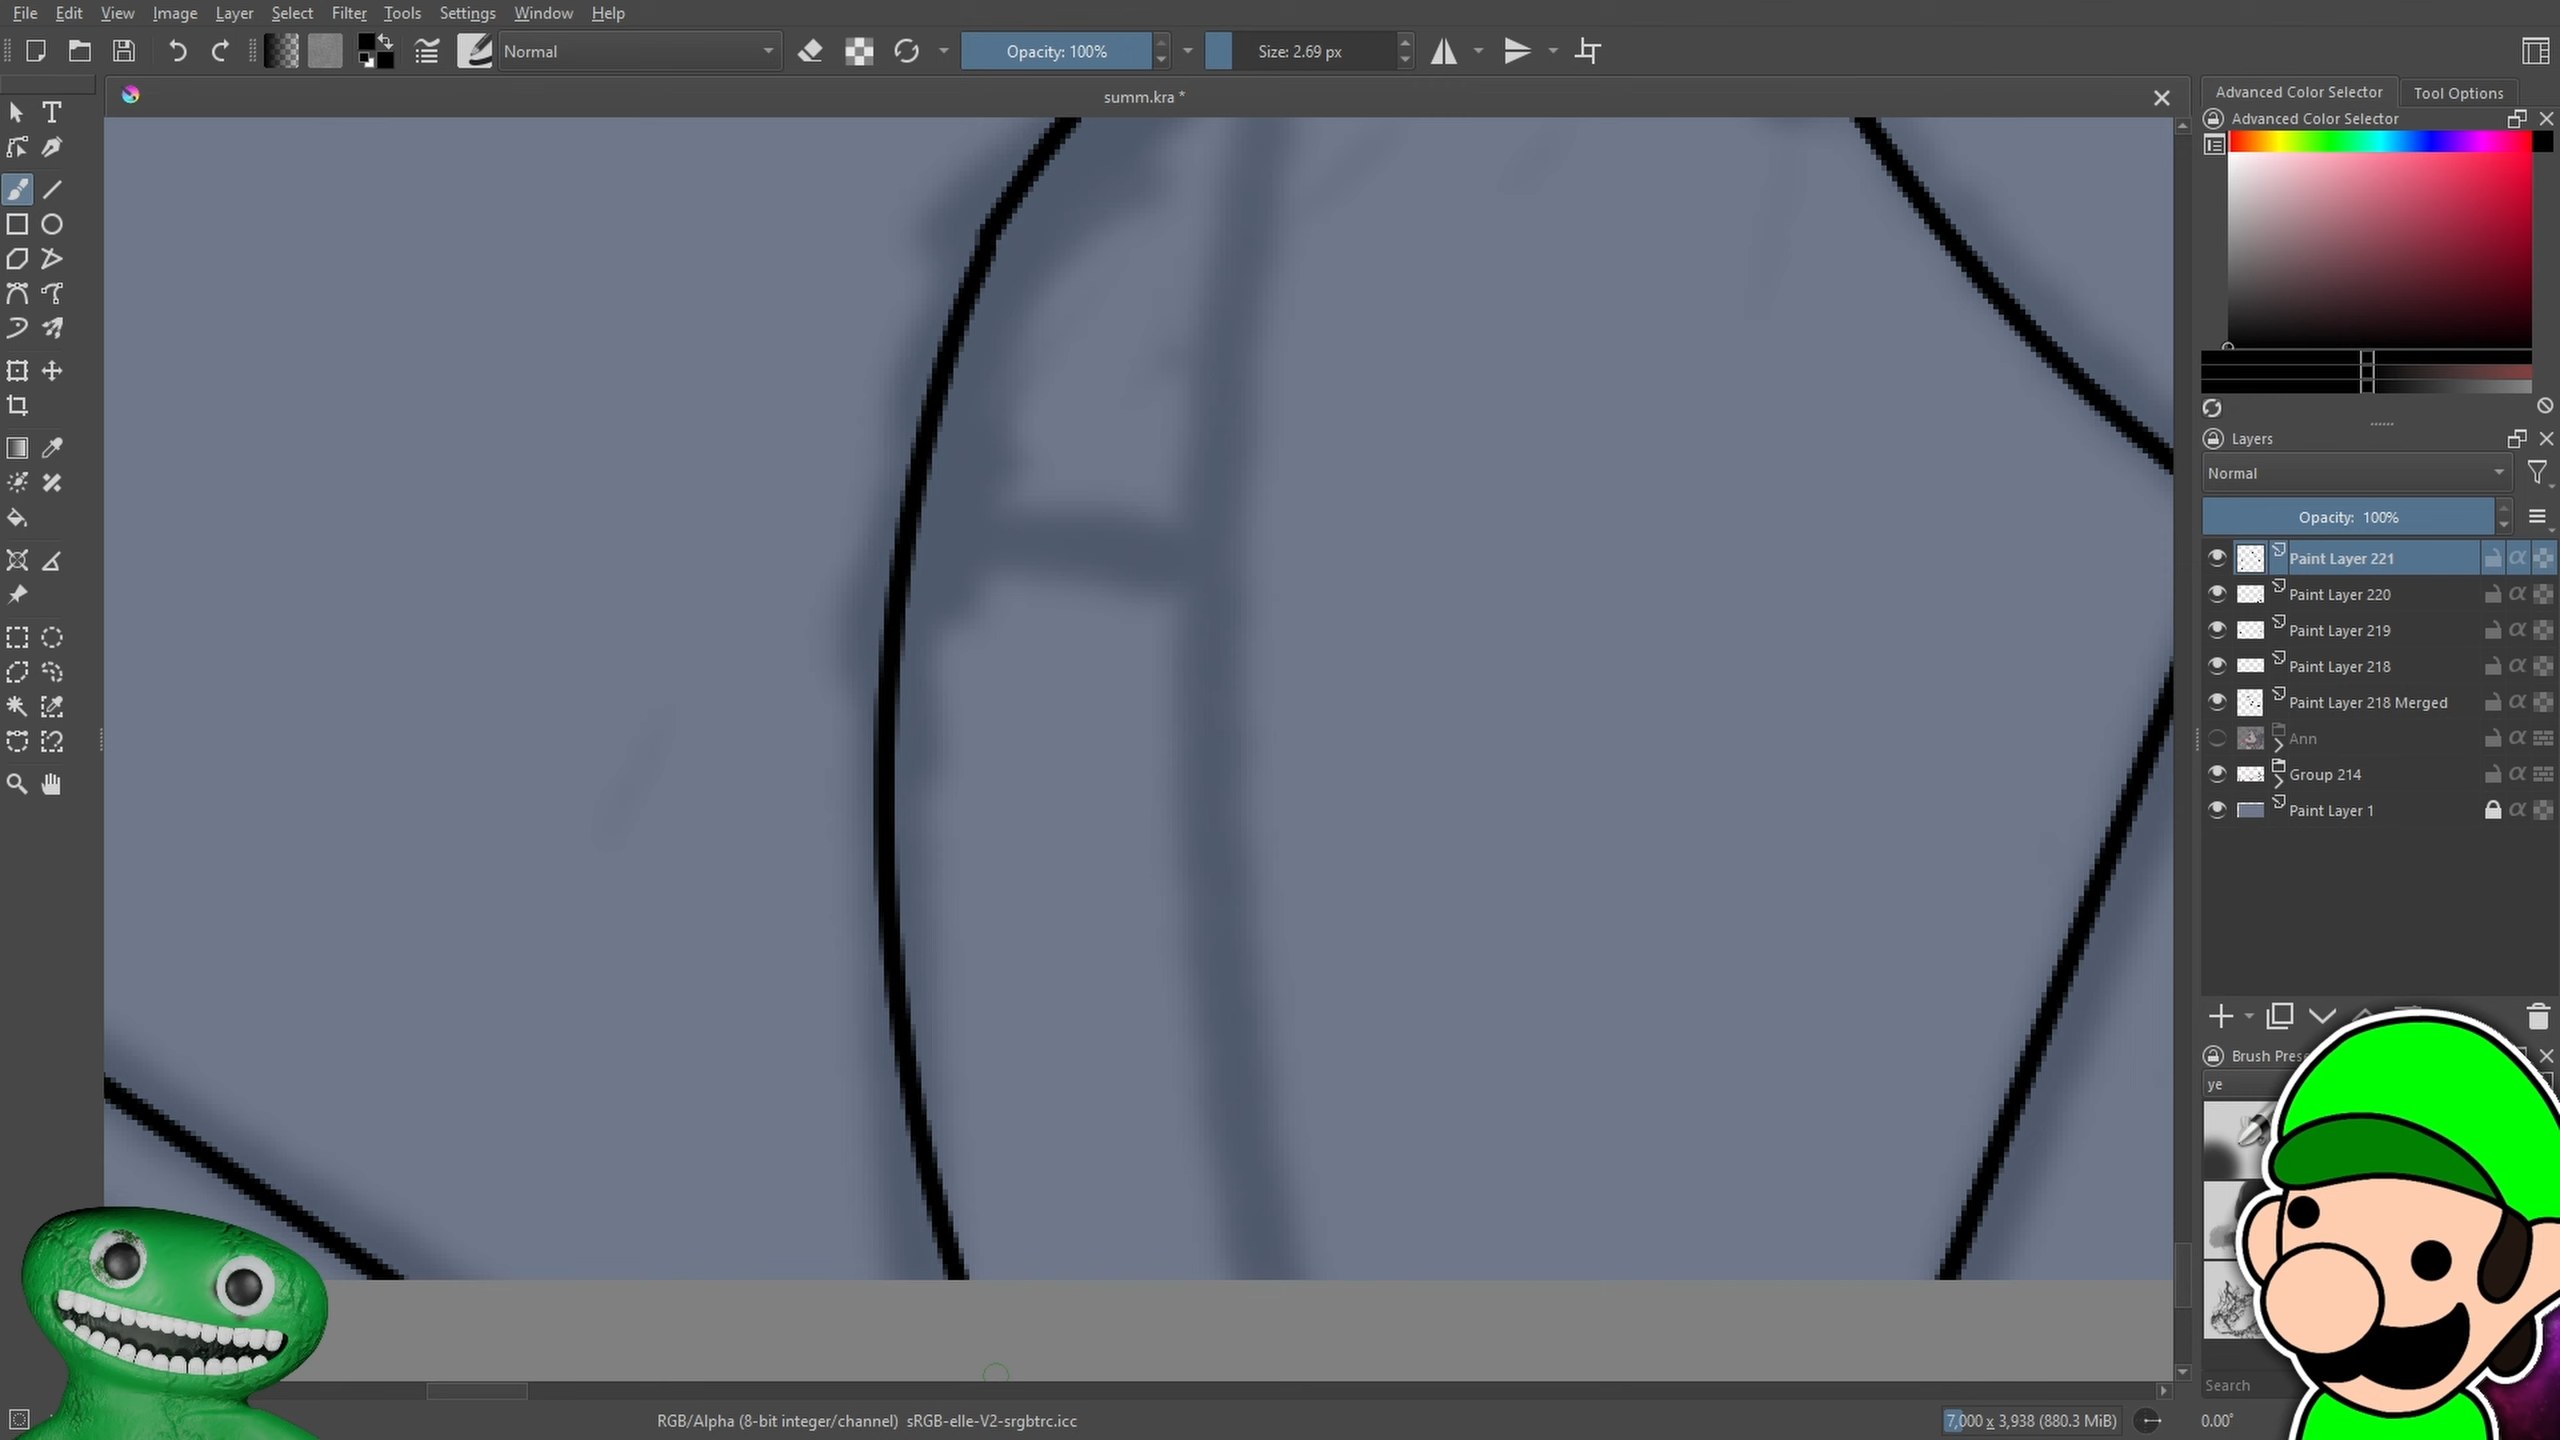 File Edit View Image Layer Select Filter Tools Settings Window Help
Normal
Opacity: 100%
Size: 2.69 px
summ.kra *
Advanced Color Selector
Tool Options
Advanced Color Selector
Layers
Normal
Opacity: 100%
Paint Layer 221
Paint Layer 220
Paint Layer 219
Paint Layer 218
Paint Layer 218 Merged
Ann
Group 214
Paint Layer 1
Brush Pres
ye
Search
RGB/Alpha (8-bit integer/channel) sRGB-elle-V2-srgbtrc.icc
7,000 x 3,938 (880.3 MiB)
0.00°